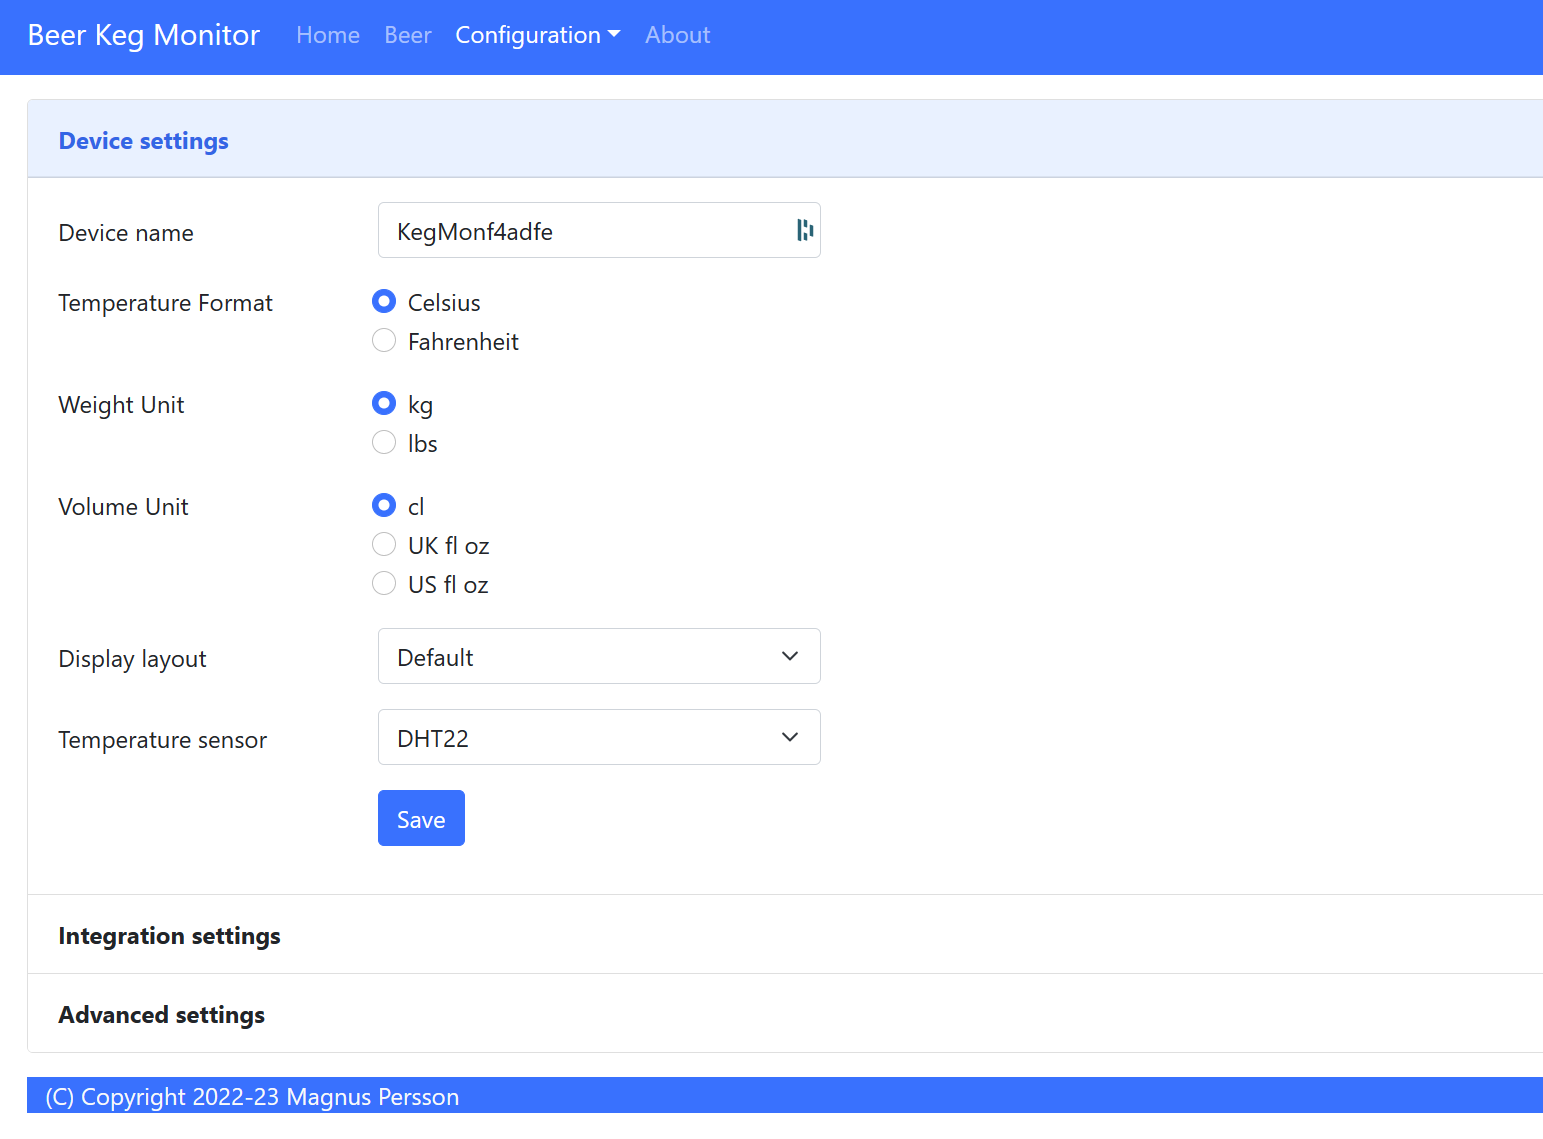 Beer Keg Monitor Home Beer Configuration About
Device settings
Device name KegMonf4adfe
Temperature Format Celsius
Fahrenheit
Weight Unit kg
lbs
Volume Unit cl
UK fl oz
US fl oz
Display layout Default
Temperature sensor DHT22
Save
Integration settings
Advanced settings
(C) Copyright 2022-23 Magnus Persson